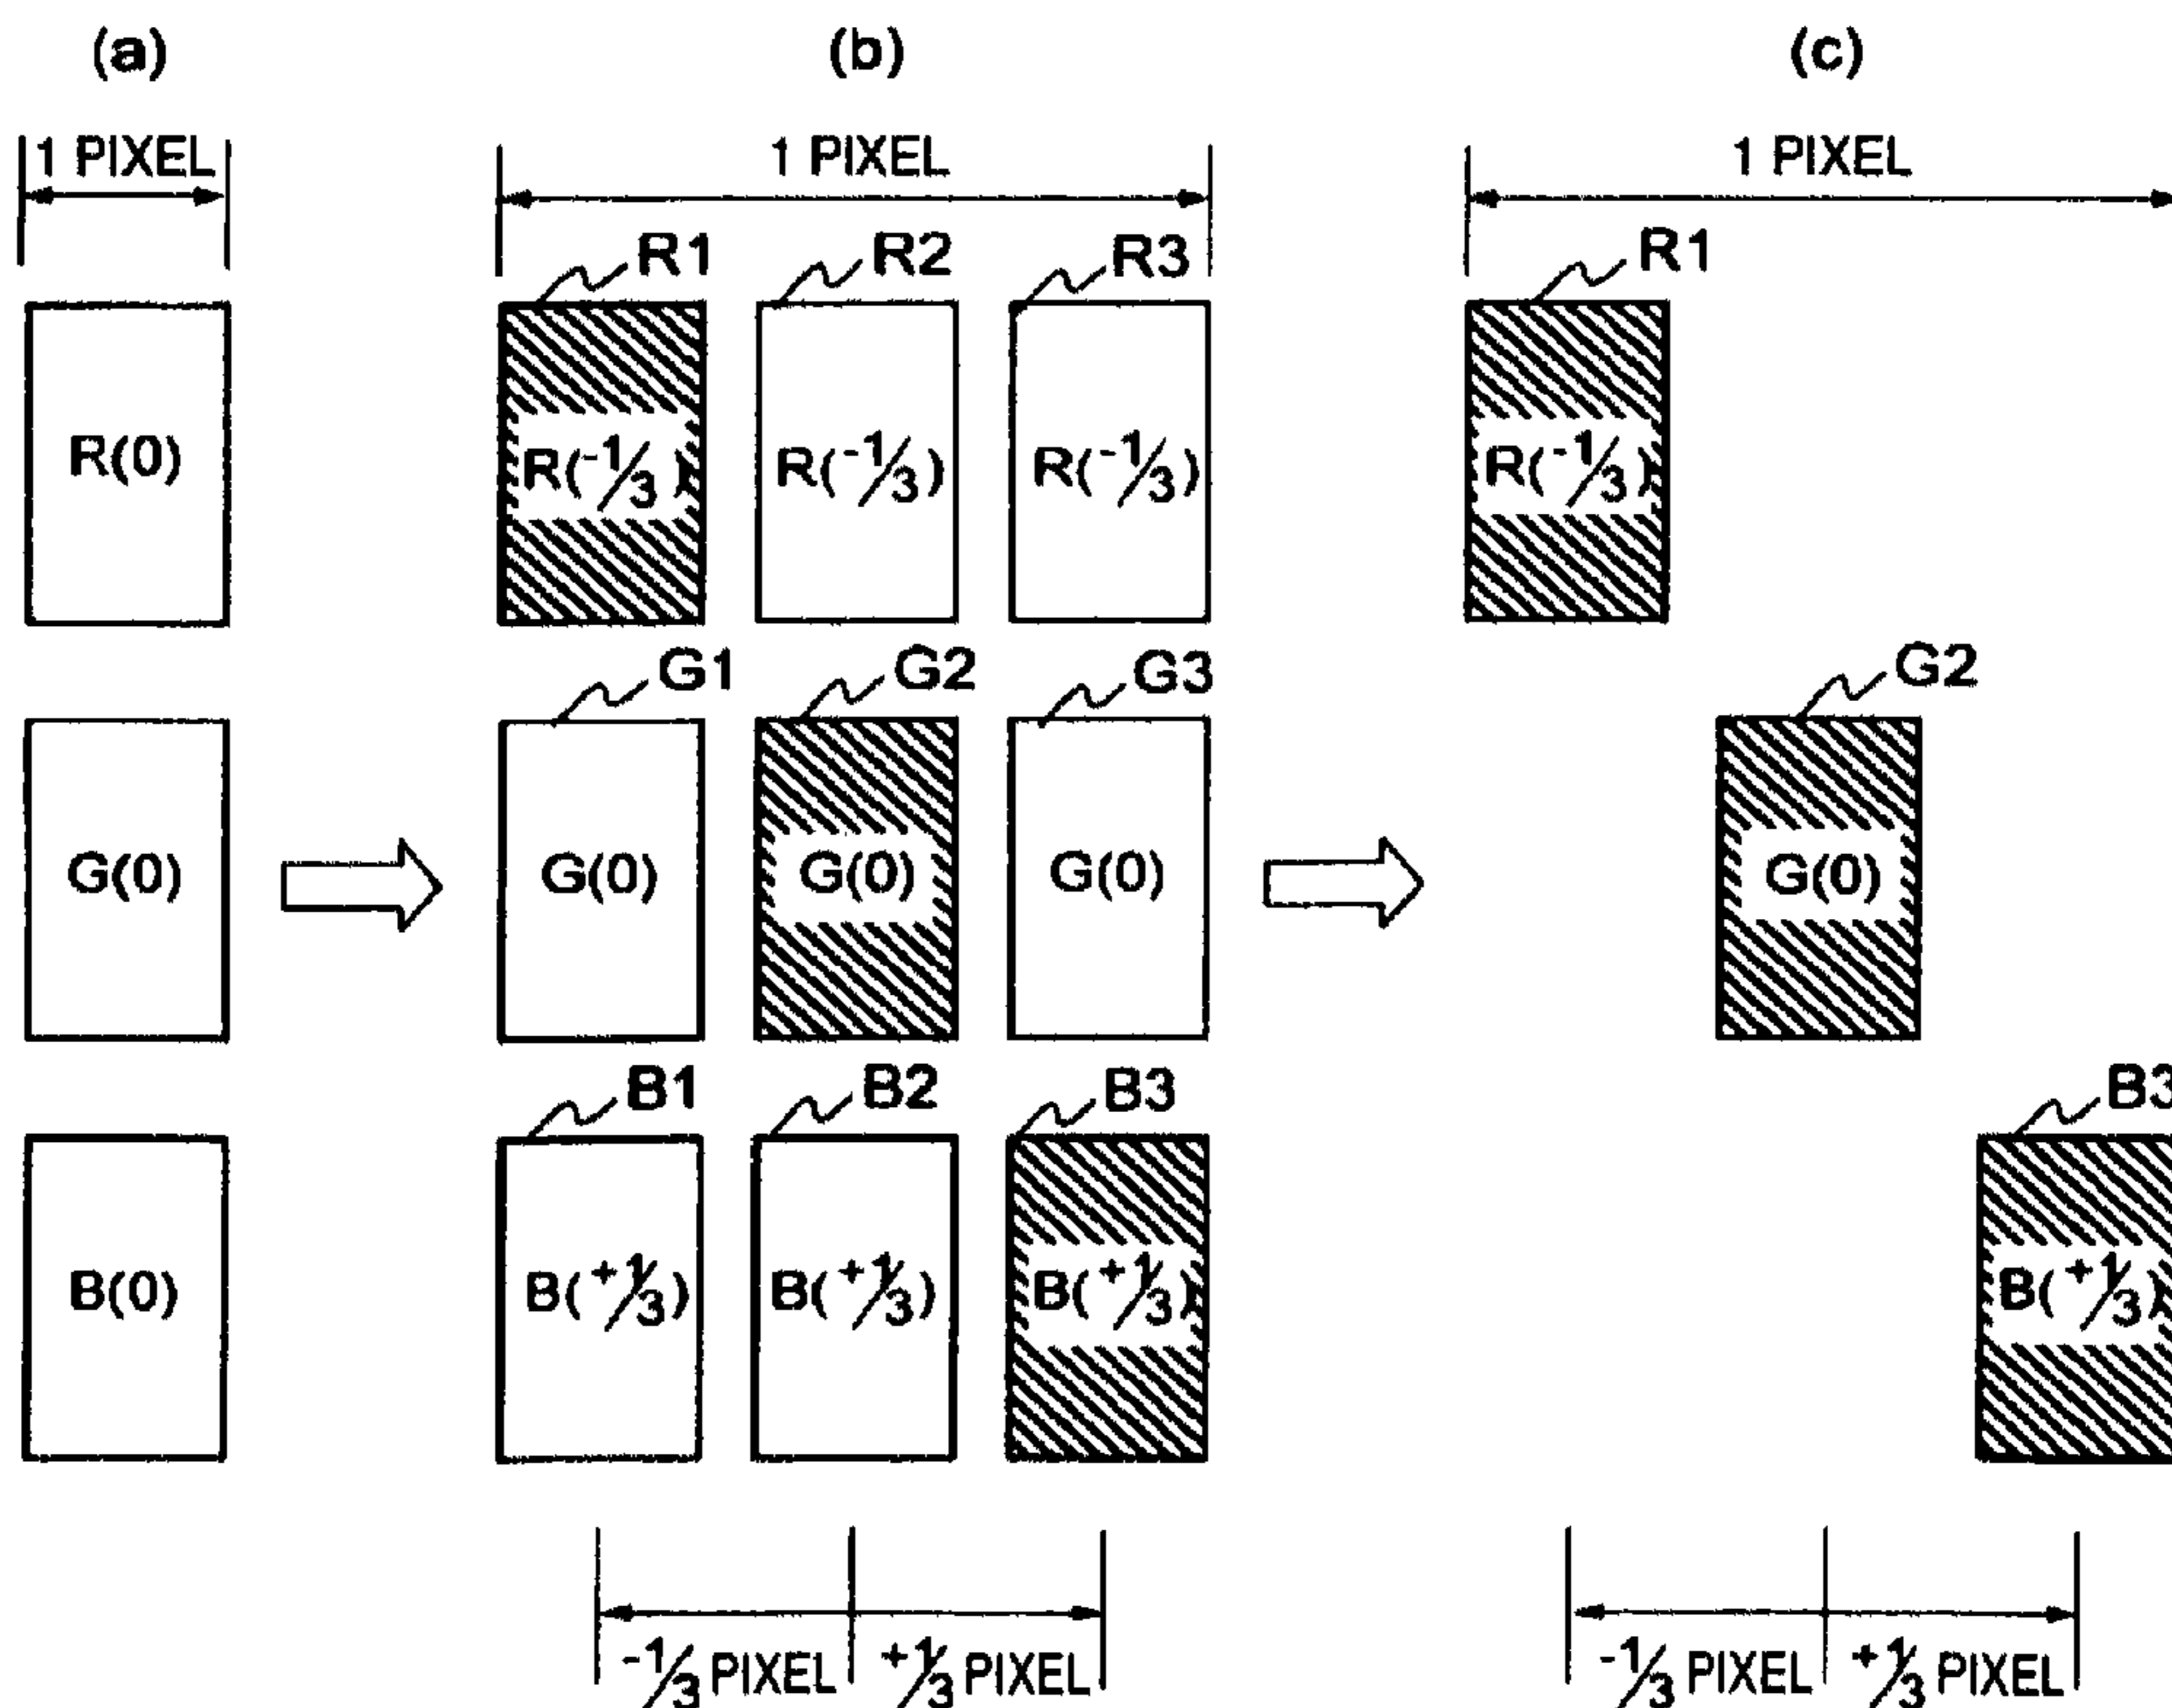 (a) (b) (c)
1 PIXEL 1 PIXEL 1 PIXEL
R1 R2 R3 R1
R(0) R(-1/3) R(-1/3) R(-1/3) R(-1/3)
G1 G2 G3 G2
G(0) G(0) G(0) G(0) G(0)
B1 B2 B3 B3
B(0) B(+1/3) B(+1/3) B(+1/3) B(+1/3)
-1/3 PIXEL +1/3 PIXEL -1/3 PIXEL +1/3 PIXEL